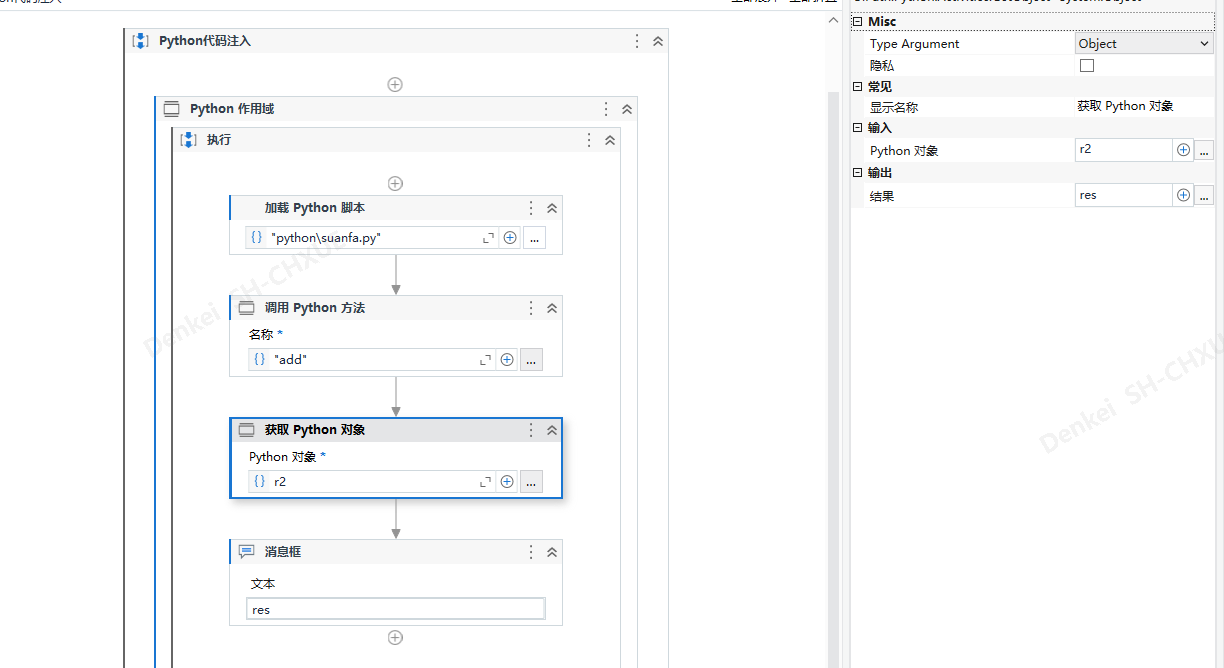 Python代码注入
Python 作用域
执行
加载 Python 脚本
"python\suanfa.py"
...
调用 Python 方法
名称 *
"add"
...
获取 Python 对象
Python 对象 *
r2
...
消息框
文本
res
Misc
Type Argument
Object
隐私
常见
显示名称
获取 Python 对象
输入
Python 对象
r2
...
输出
结果
res
...
Denkei SH-CHXU
Denkei SH-CHXU